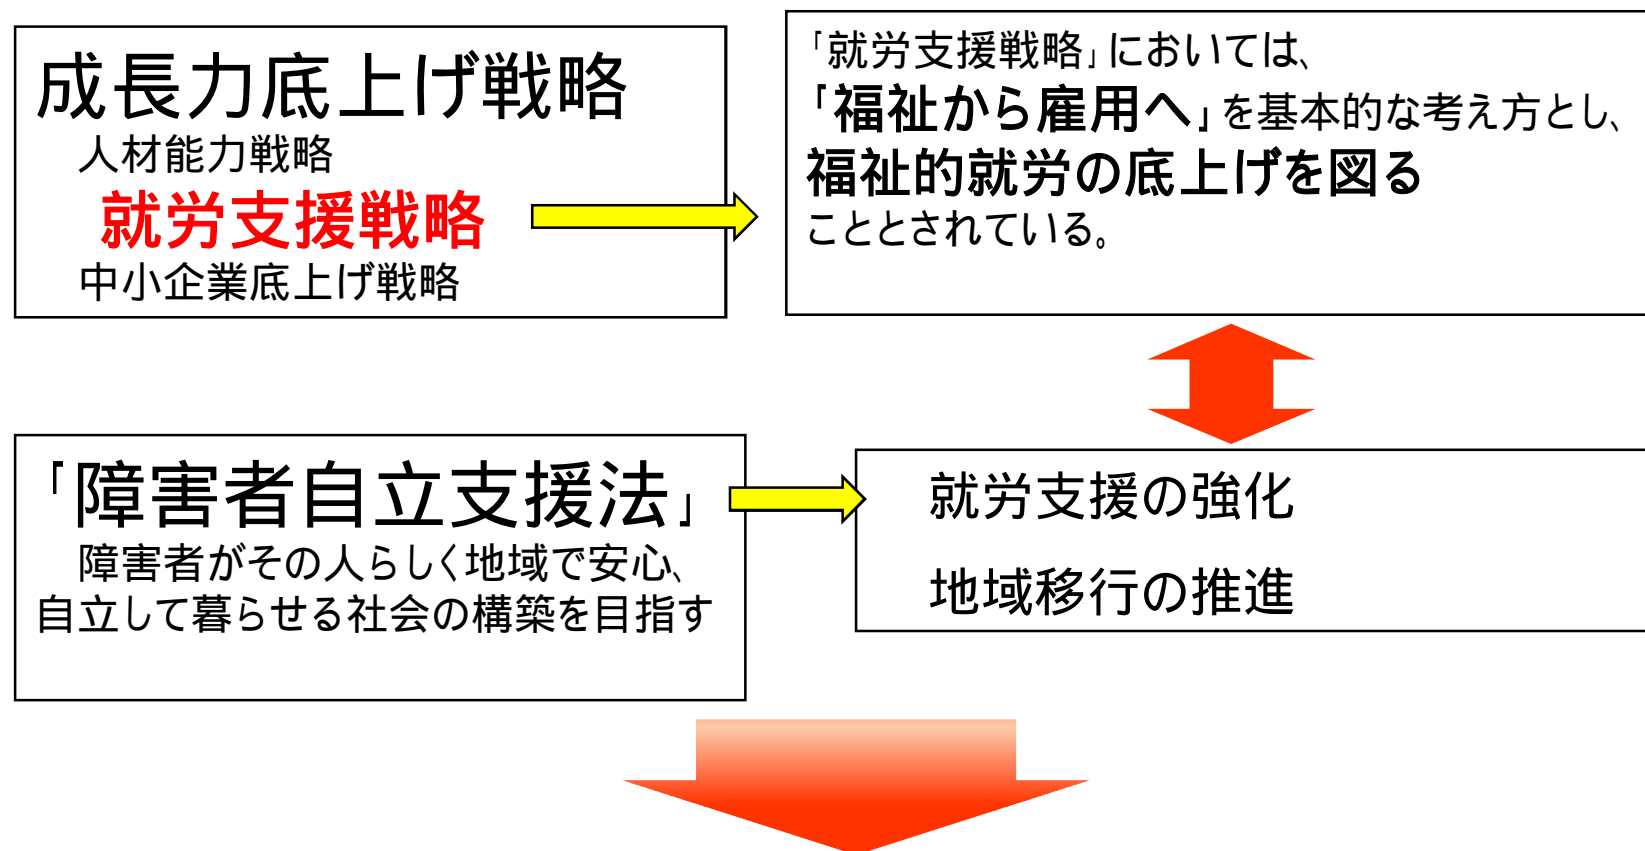 成長力底上げ戦略
人材能力戦略
就労支援戦略
中小企業底上げ戦略
「就労支援戦略」においては、
「福祉から雇用へ」を基本的な考え方とし、
福祉的就労の底上げを図る
こととされている。
「障害者自立支援法」
障害者がその人らしく地域で安心、
自立して暮らせる社会の構築を目指す
就労支援の強化
地域移行の推進